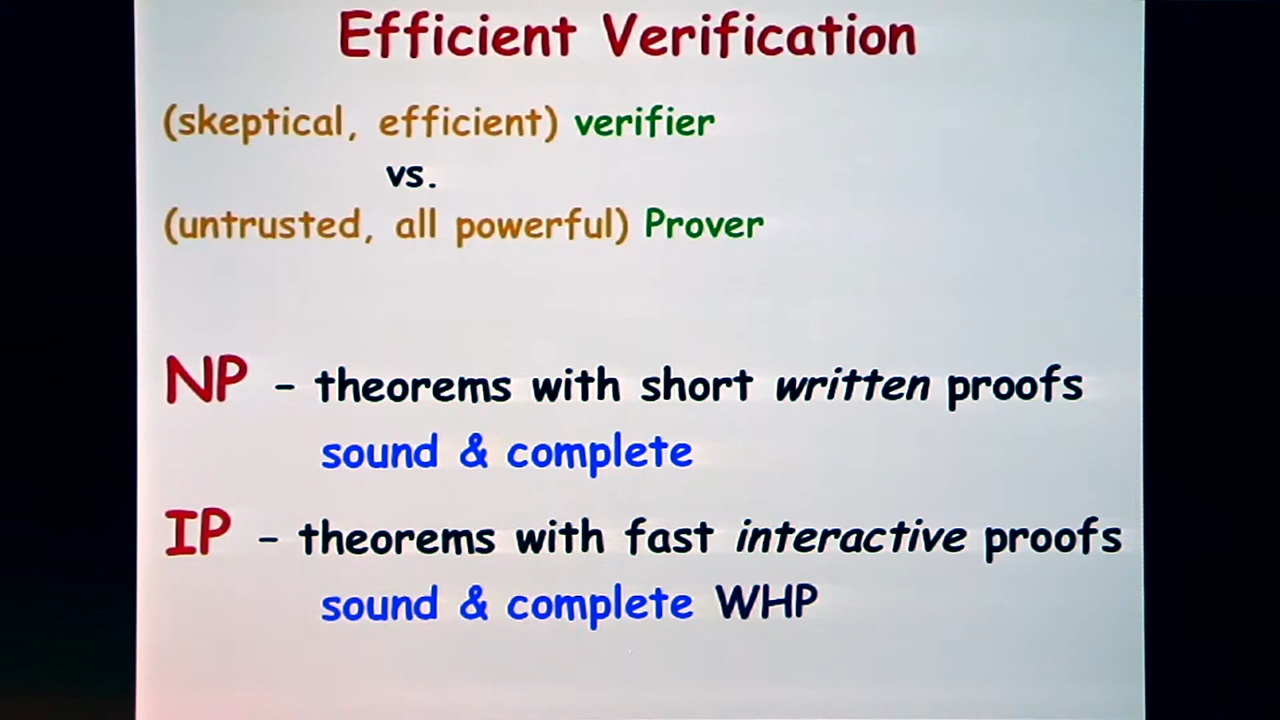 Efficient Verification
(skeptical, efficient) verifier
vs.
(untrusted, all powerful) Prover
NP – theorems with short written proofs
sound & complete
IP – theorems with fast interactive proofs
sound & complete WHP